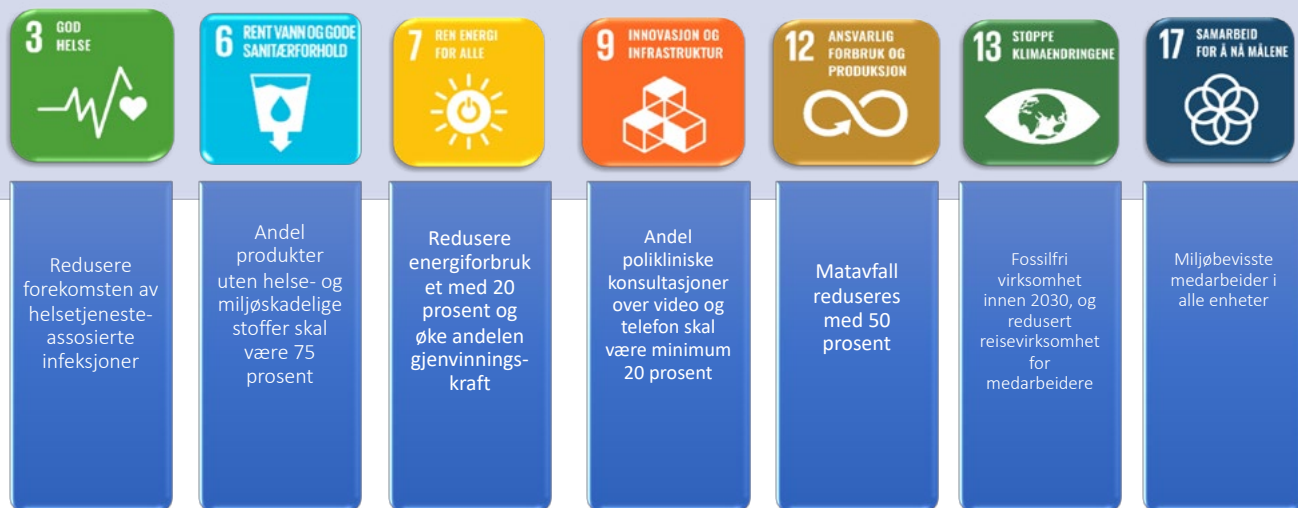 3 GOD
HELSE
6 RENT VANN OG GODE
SANITÆRFORHOLD
7 REN ENERGI
FOR ALLE
9 INNOVASJON OG
INFRASTRUKTUR
12 ANSVARLIG
FORBRUK OG
PRODUKSJON
13 STOPPE
KLIMAENDRINGENE
17 SAMARBEID
FOR Å NÅ MÅLENE
Redusere
forekomsten av
helsetjeneste-
assosierte
infeksjoner
Andel
produkter
uten helse- og
miljøskadelige
stoffer skal
være 75
prosent
Redusere
energiforbruk
et med 20
prosent og
øke andelen
gjenvinnings-
kraft
Andel
polikliniske
konsultasjoner
over video og
telefon skal
være minimum
20 prosent
Matavfall
reduseres
med 50
prosent
Fossilfri
virksomhet
innen 2030, og
redusert
reisevirksomhet
for
medarbeidere
Miljøbevisste
medarbeider i
alle enheter